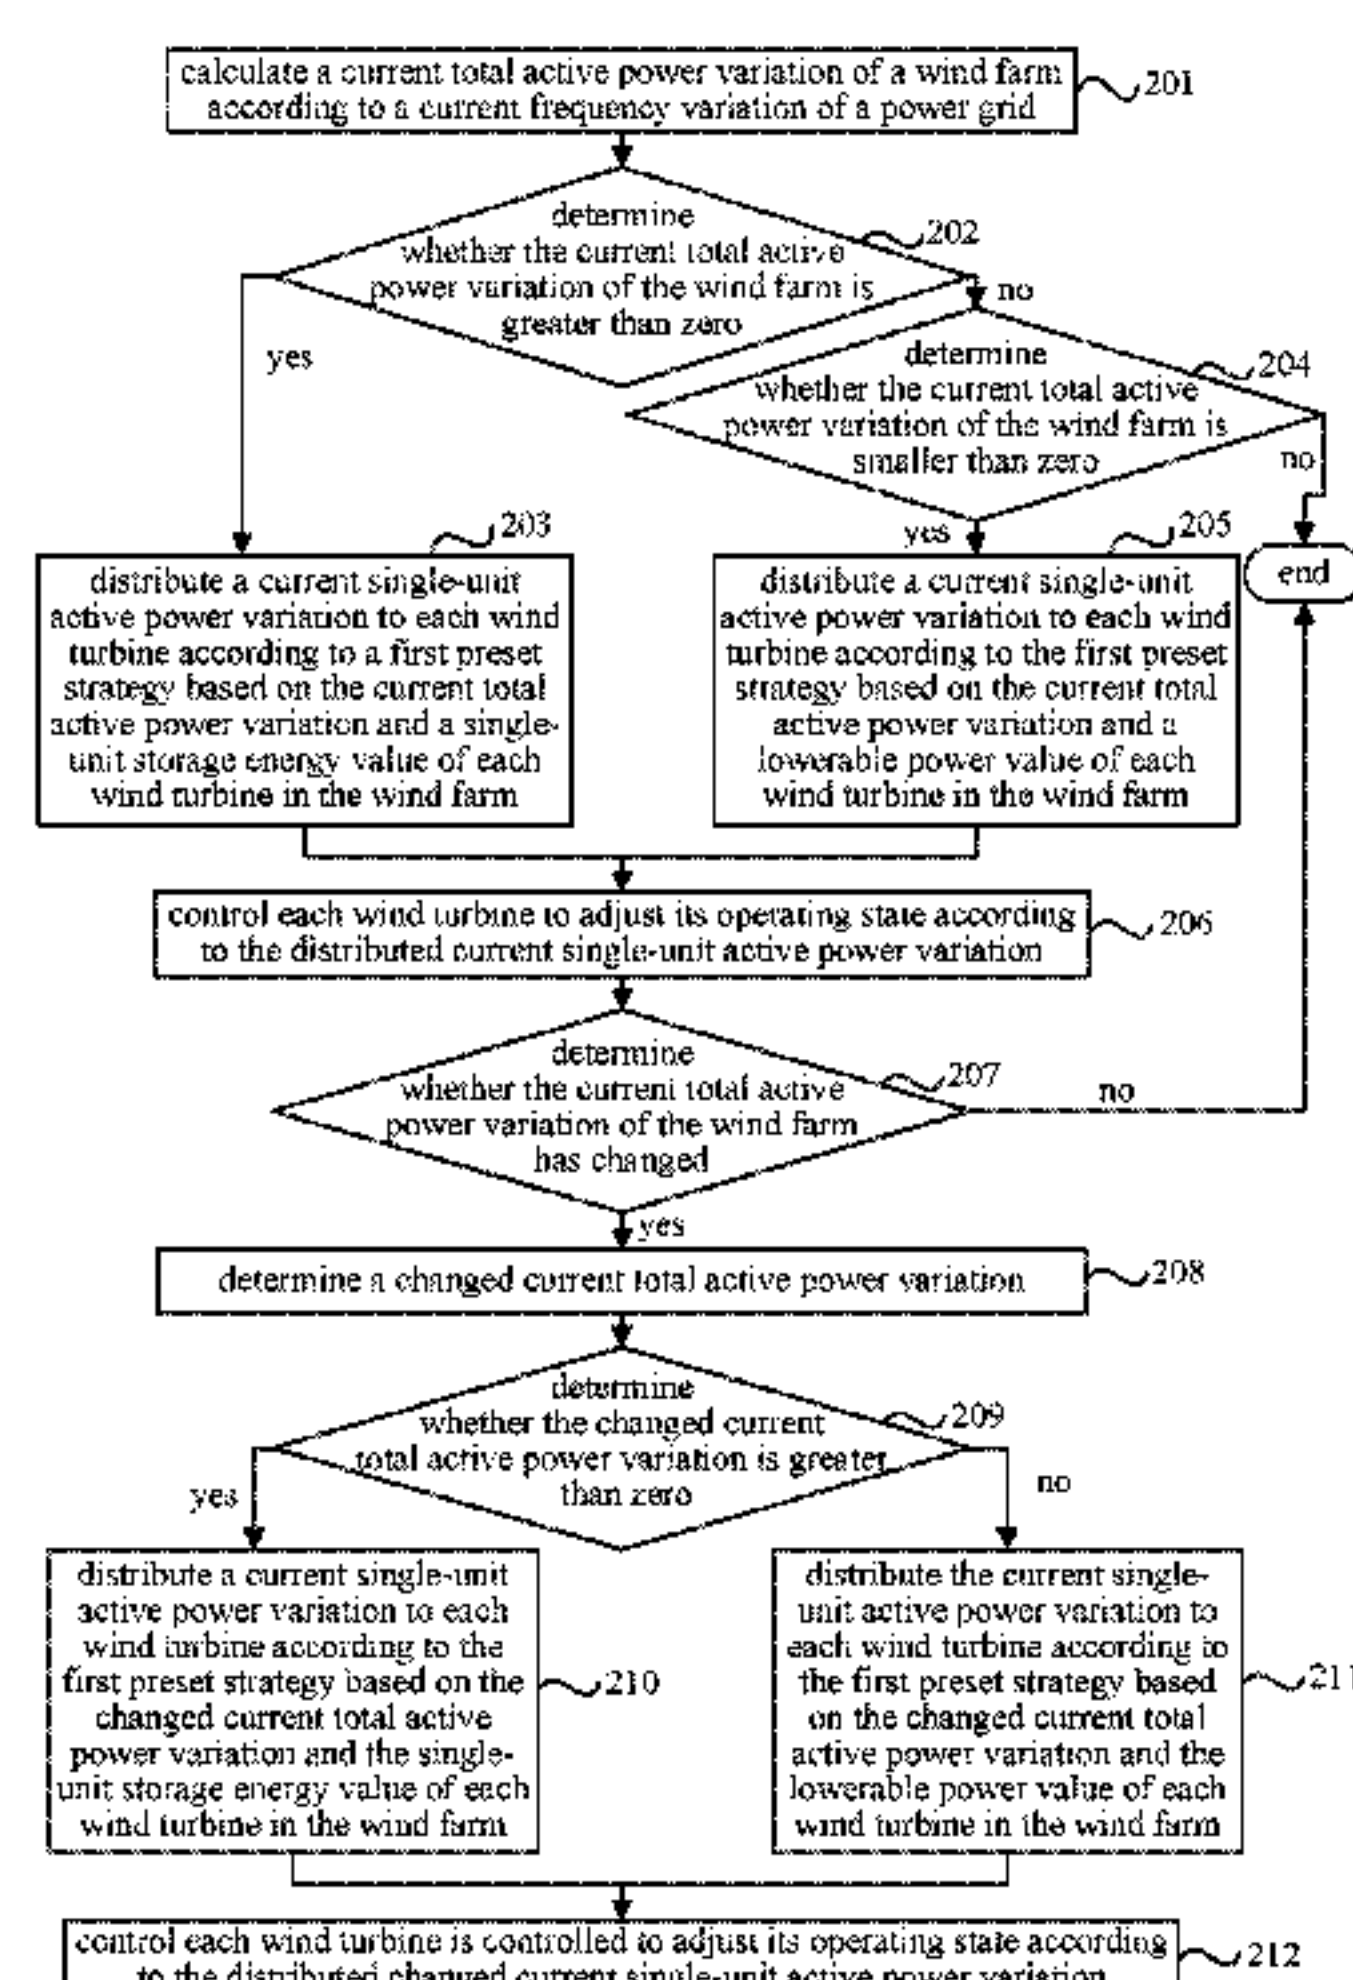 calculate a current total active power variation of a wind farm
according to a current frequency variation of a power grid
201
determine
whether the current total active
power variation of the wind farm is
greater than zero
202
no
yes
determine
whether the current total active
power variation of the wind farm is
smaller than zero
204
no
yes
203
distribute a current single-unit
active power variation to each wind
turbine according to a first preset
strategy based on the current total
active power variation and a single-
unit storage energy value of each
wind turbine in the wind farm
205
distribute a current single-unit
active power variation to each wind
turbine according to the first preset
strategy based on the current total
active power variation and a
lowerable power value of each
wind turbine in the wind farm
end
control each wind turbine to adjust its operating state according
to the distributed current single-unit active power variation
206
determine
whether the current total active
power variation of the wind farm
has changed
207
no
yes
determine a changed current total active power variation
208
determine
whether the changed current
total active power variation is greater
than zero
209
yes
no
distribute a current single-unit
active power variation to each
wind turbine according to the
first preset strategy based on the
changed current total active
power variation and the single-
unit storage energy value of each
wind turbine in the wind farm
210
distribute the current single-
unit active power variation to
each wind turbine according to
the first preset strategy based
on the changed current total
active power variation and the
lowerable power value of each
wind turbine in the wind farm
211
control each wind turbine is controlled to adjust its operating state according
to the distributed changed current single-unit active power variation
212